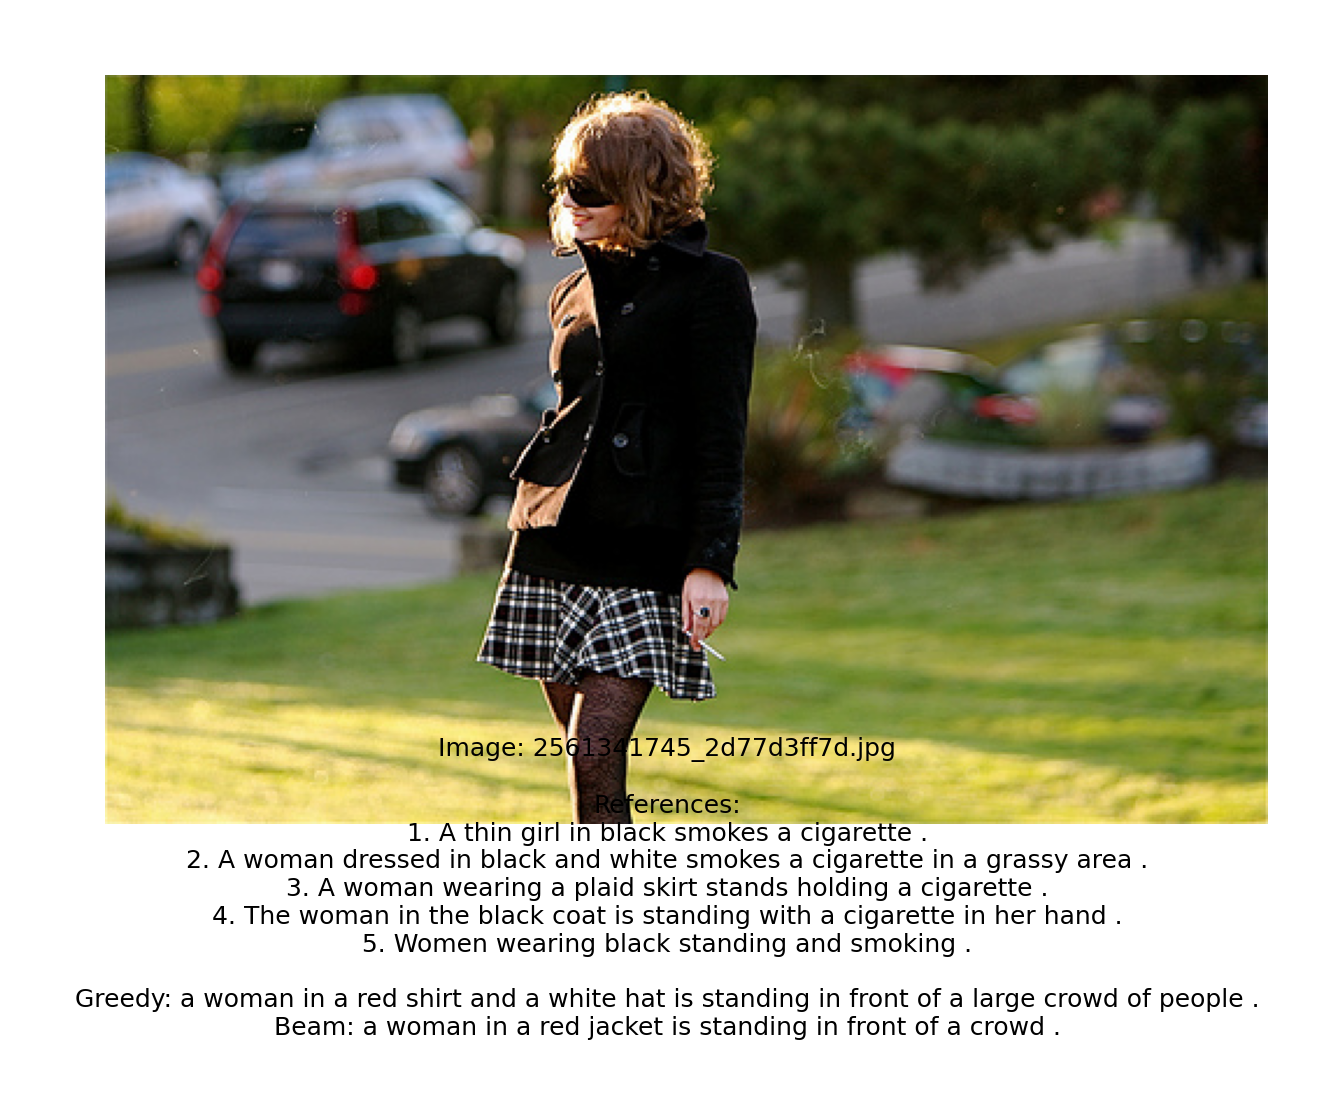 Image: 2561341745_2d77d3ff7d.jpg
References:
1. A thin girl in black smokes a cigarette .
2. A woman dressed in black and white smokes a cigarette in a grassy area .
3. A woman wearing a plaid skirt stands holding a cigarette .
4. The woman in the black coat is standing with a cigarette in her hand .
5. Women wearing black standing and smoking .
Greedy: a woman in a red shirt and a white hat is standing in front of a large crowd of people .
Beam: a woman in a red jacket is standing in front of a crowd .